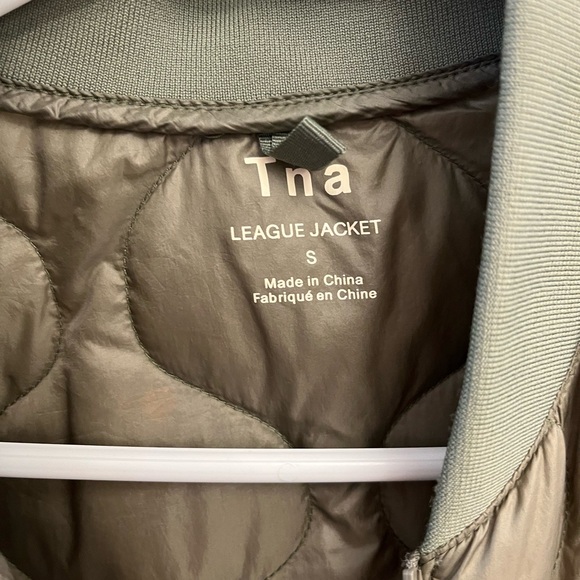 Tna
LEAGUE JACKET
S
Made in China
Fabriqué en Chine